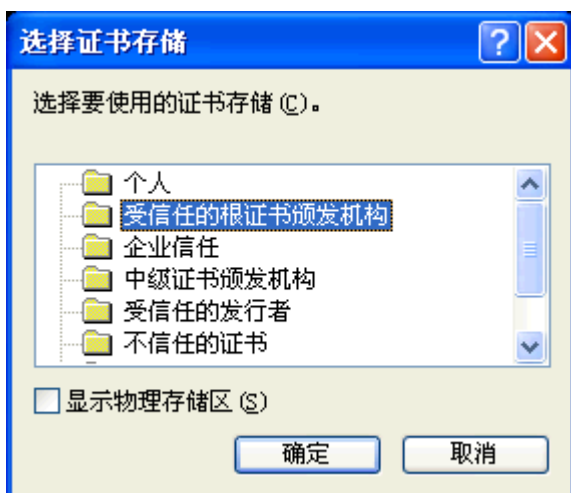 选择证书存储
选择要使用的证书存储(C)。
个人
受信任的根证书颁发机构
企业信任
中级证书颁发机构
受信任的发行者
不信任的证书
显示物理存储区(S)
确定 取消